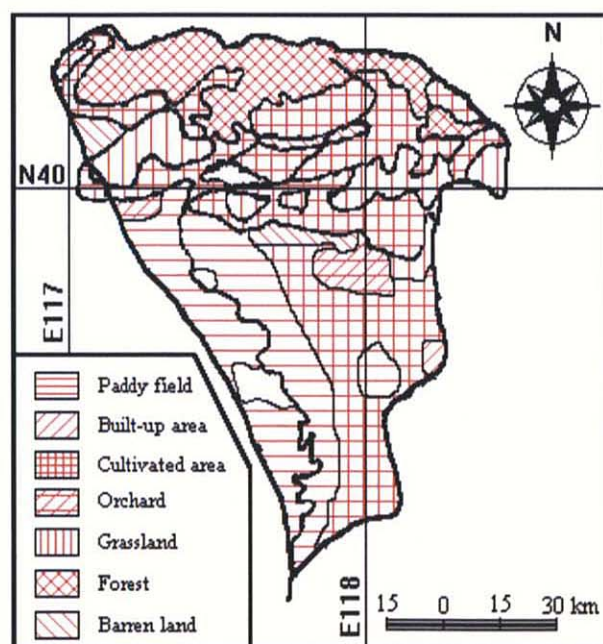 N
N40
E117
Paddy field
Built-up area
Cultivated area
Orchard
Grassland
Forest
Barren land
E118
15 0 15 30 km